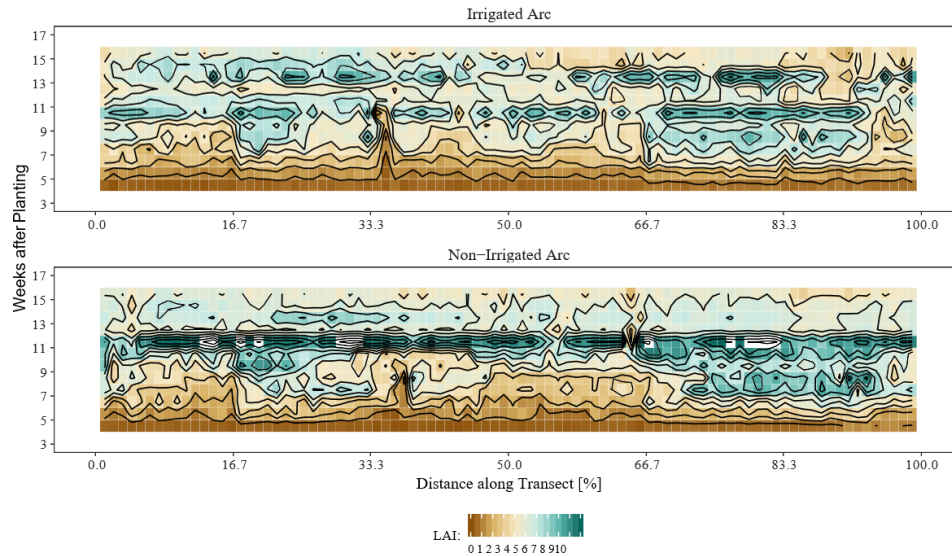 Irrigated Arc
17
15
13
11
9
7
5
3
0.0 16.7 33.3 50.0 66.7 83.3 100.0
Weeks after Planting
Non−Irrigated Arc
17
15
13
11
9
7
5
3
0.0 16.7 33.3 50.0 66.7 83.3 100.0
Distance along Transect [%]
LAI:
0 1 2 3 4 5 6 7 8 910